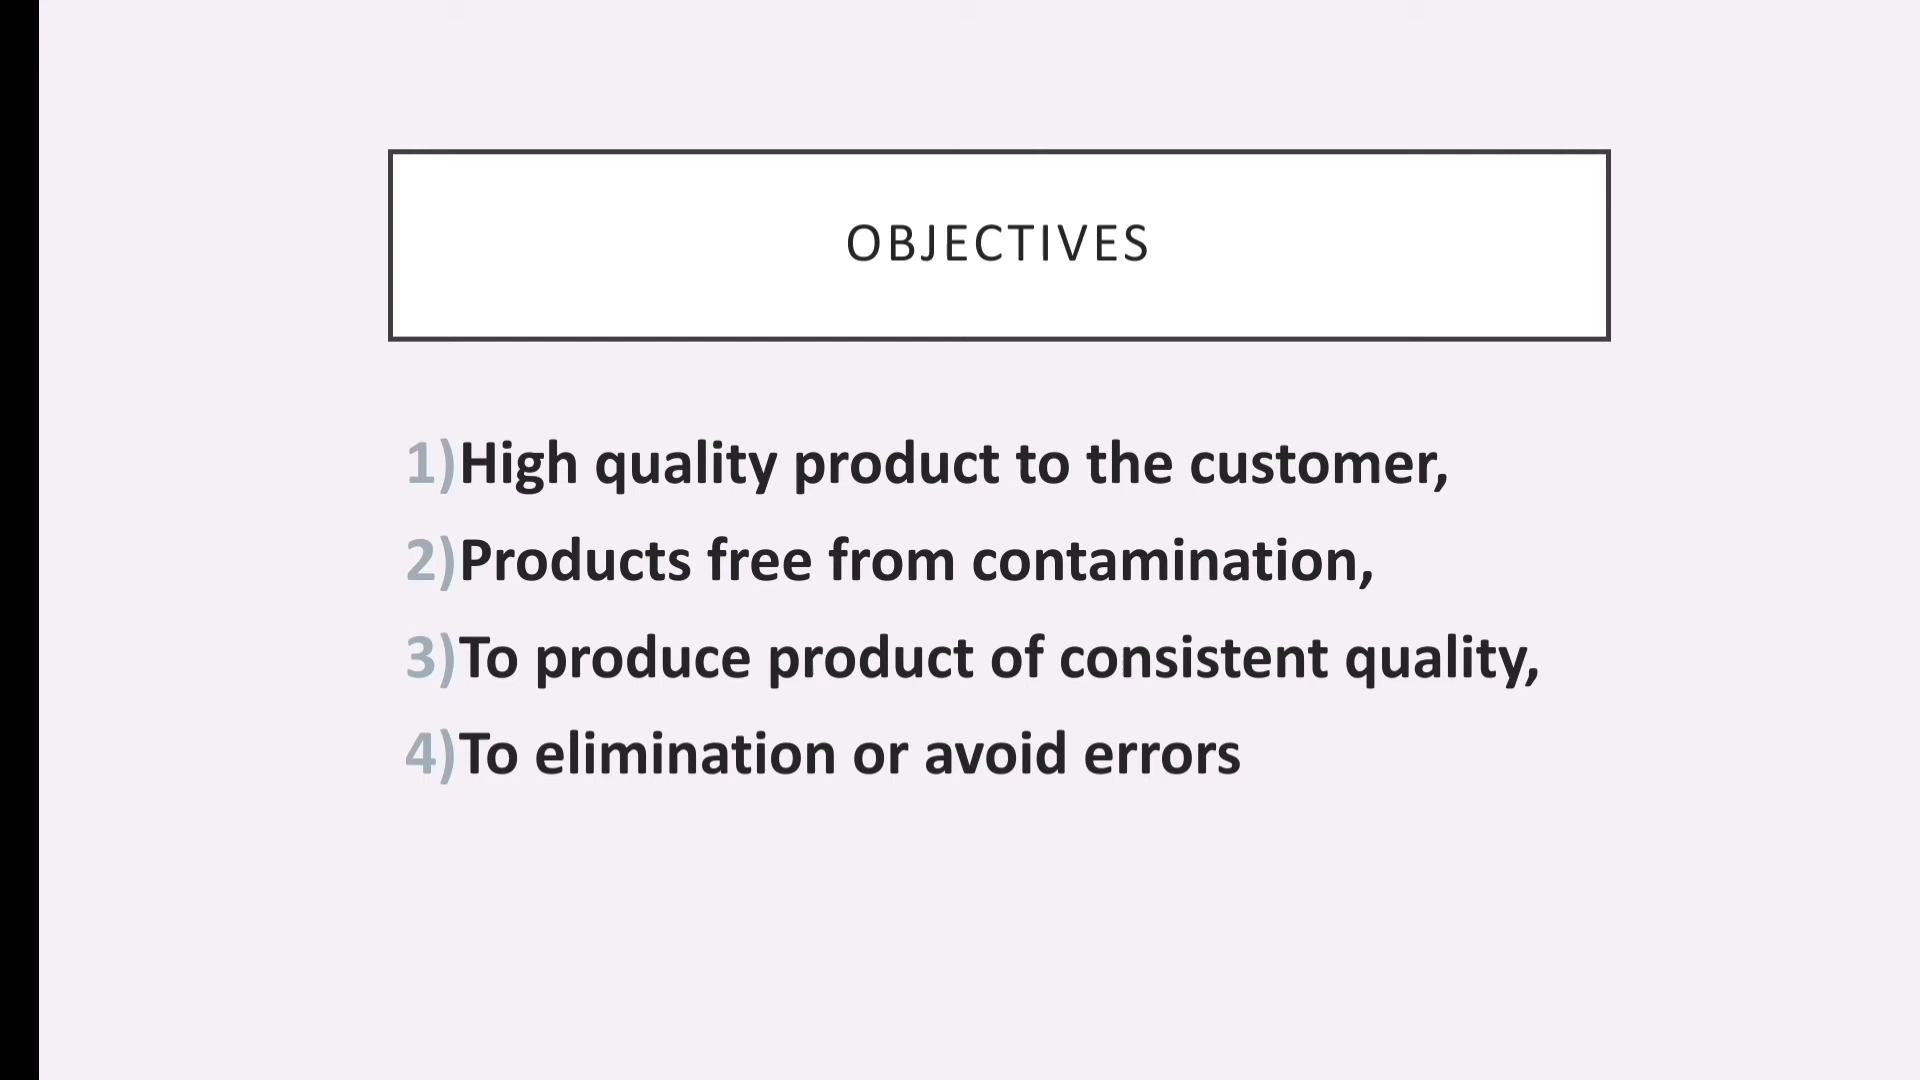 OBJECTIVES
1)High quality product to the customer,
2)Products free from contamination,
3)To produce product of consistent quality,
4)To elimination or avoid errors